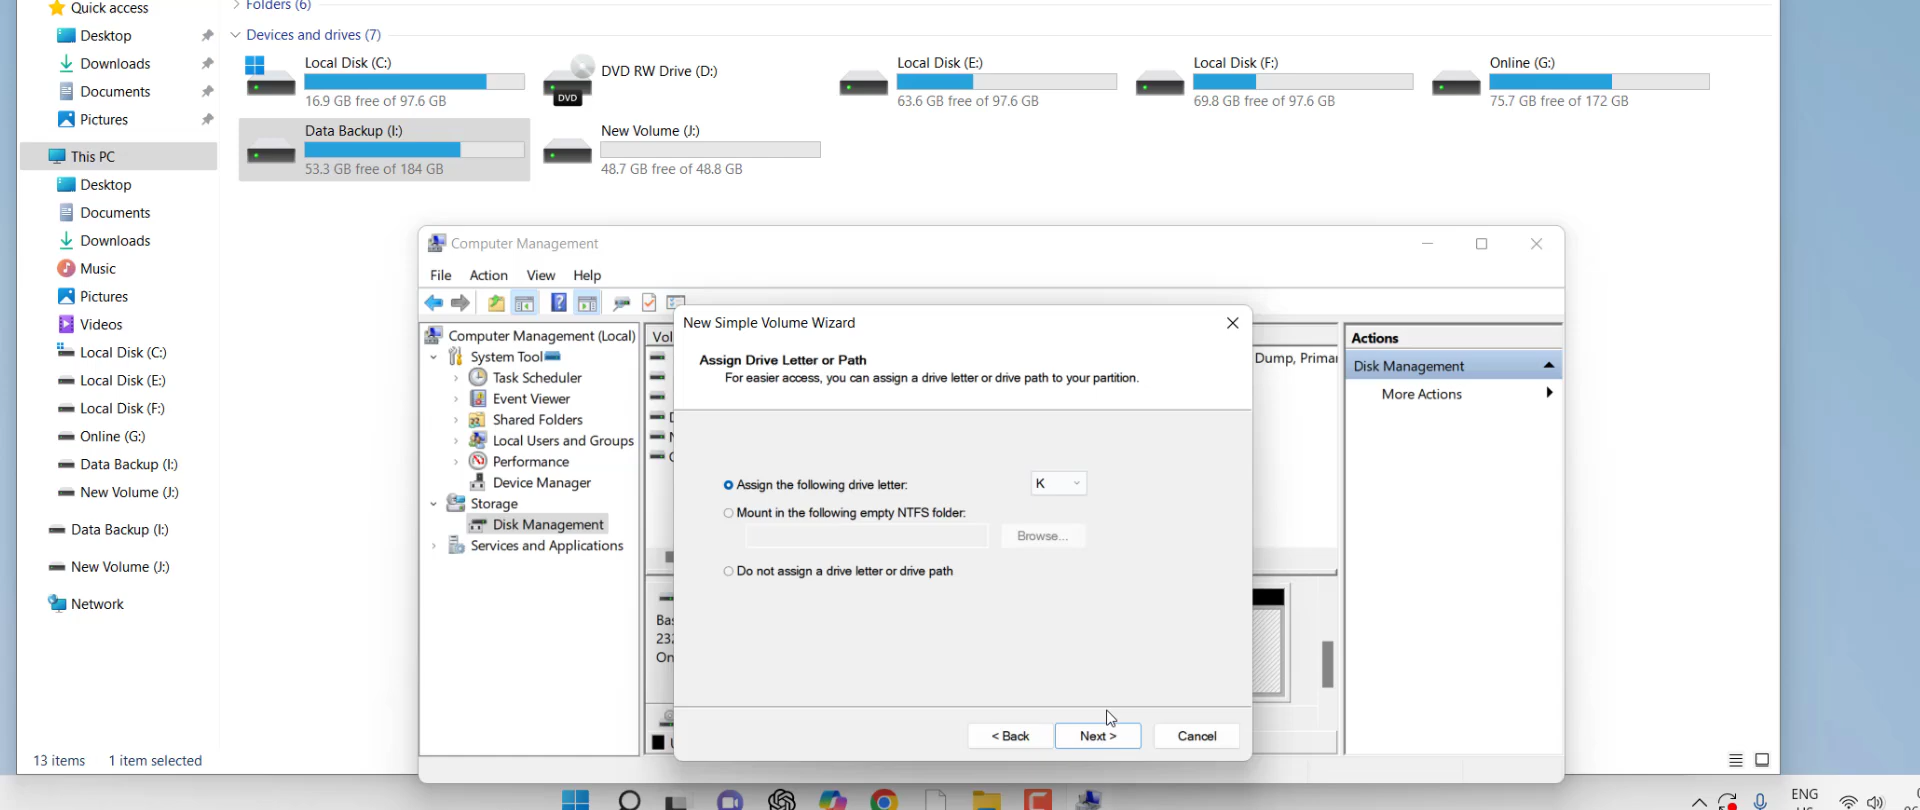 Quick access
Desktop
Downloads
Documents
Pictures
This PC
Desktop
Documents
Downloads
Music
Pictures
Videos
Local Disk (C:)
Local Disk (E:)
Local Disk (F:)
Online (G:)
Data Backup (I:)
New Volume (J:)
Data Backup (I:)
New Volume (J:)
Network
13 items 1 item selected
Folders (6)
Devices and drives (7)
Local Disk (C:)
16.9 GB free of 97.6 GB
DVD RW Drive (D:)
DVD
Local Disk (E:)
63.6 GB free of 97.6 GB
Local Disk (F:)
69.8 GB free of 97.6 GB
Online (G:)
75.7 GB free of 172 GB
Data Backup (I:)
53.3 GB free of 184 GB
New Volume (J:)
48.7 GB free of 48.8 GB
Computer Management
File Action View Help
Computer Management (Local)
System Tool
Task Scheduler
Event Viewer
Shared Folders
Local Users and Groups
Performance
Device Manager
Storage
Disk Management
Services and Applications
Vol
Dump, Primar
Bas
232
On
New Simple Volume Wizard
Assign Drive Letter or Path
For easier access, you can assign a drive letter or drive path to your partition.
Assign the following drive letter: K
Mount in the following empty NTFS folder:
Browse...
Do not assign a drive letter or drive path
< Back Next > Cancel
Actions
Disk Management
More Actions
ENG